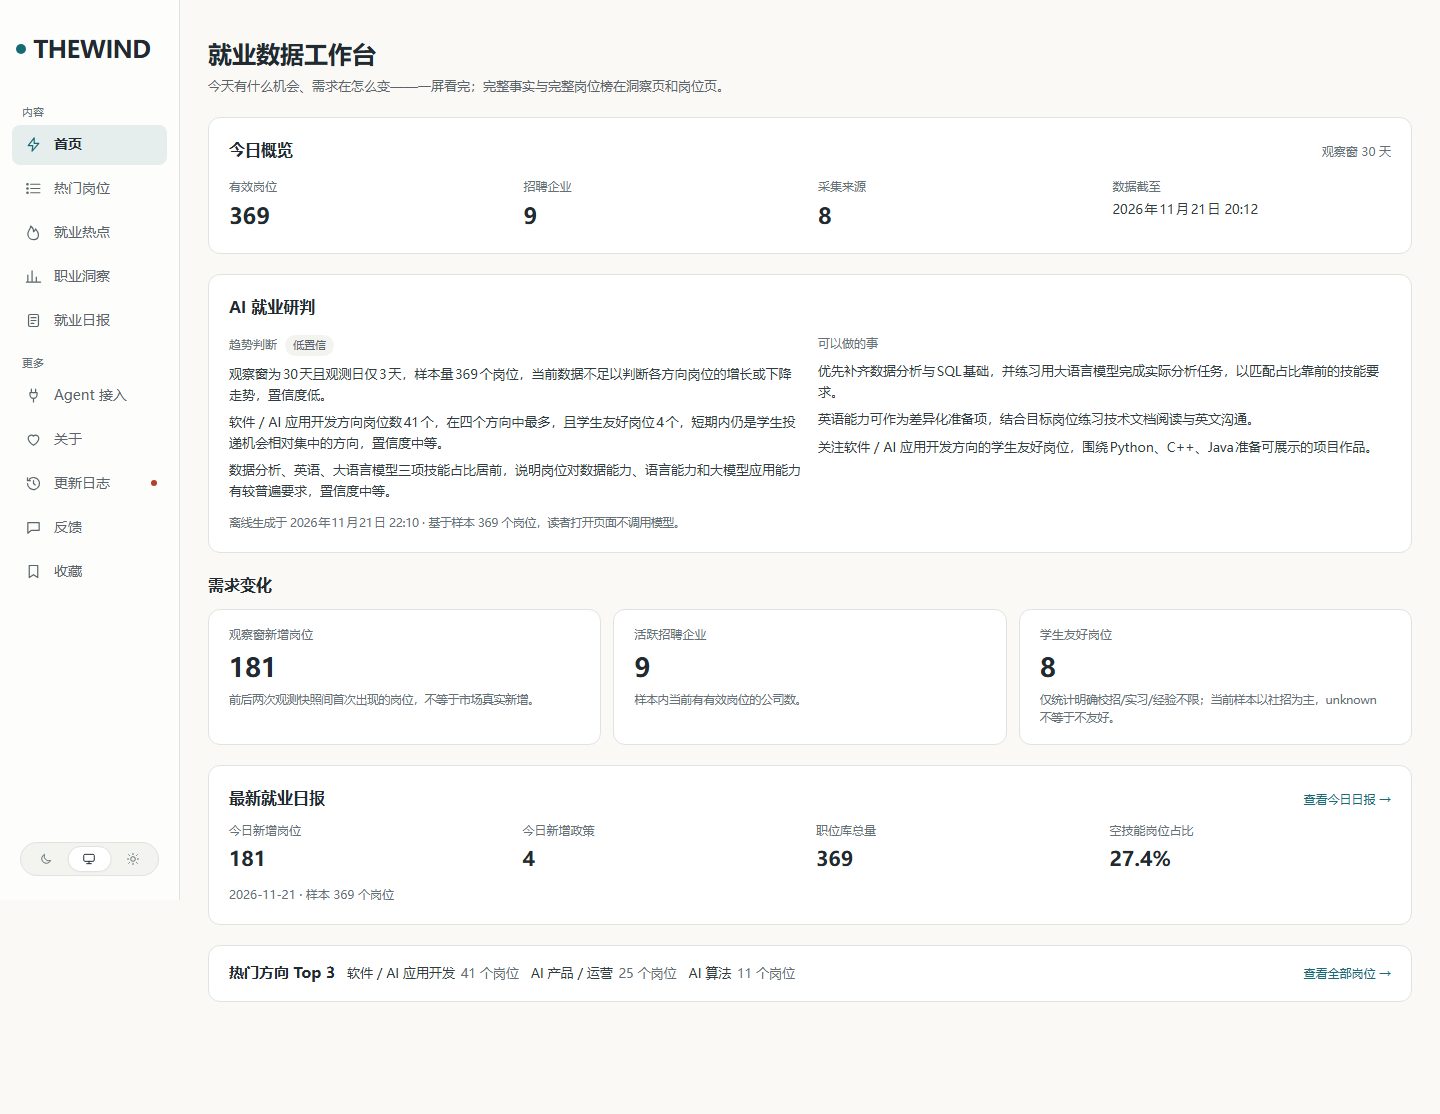 THEWIND
内容
首页
热门岗位
就业热点
职业洞察
就业日报
更多
Agent 接入
关于
更新日志
反馈
收藏
就业数据工作台
今天有什么机会、需求在怎么变——一屏看完；完整事实与完整岗位榜在洞察页和岗位页。
今日概览
观察窗 30 天
有效岗位
369
招聘企业
9
采集来源
8
数据截至
2026年11月21日 20:12
AI 就业研判
趋势判断 低置信
观察窗为30天且观测日仅3天，样本量369个岗位，当前数据不足以判断各方向岗位的增长或下降
走势，置信度低。
软件 / AI 应用开发方向岗位数41个，在四个方向中最多，且学生友好岗位4个，短期内仍是学生投
递机会相对集中的方向，置信度中等。
数据分析、英语、大语言模型三项技能占比居前，说明岗位对数据能力、语言能力和大模型应用能力
有较普遍要求，置信度中等。
可以做的事
优先补齐数据分析与SQL基础，并练习用大语言模型完成实际分析任务，以匹配占比靠前的技能要
求。
英语能力可作为差异化准备项，结合目标岗位练习技术文档阅读与英文沟通。
关注软件 / AI 应用开发方向的学生友好岗位，围绕Python、C++、Java准备可展示的项目作品。
离线生成于 2026年11月21日 22:10 · 基于样本 369 个岗位，读者打开页面不调用模型。
需求变化
观察窗新增岗位
181
前后两次观测快照间首次出现的岗位，不等于市场真实新增。
活跃招聘企业
9
样本内当前有有效岗位的公司数。
学生友好岗位
8
仅统计明确校招/实习/经验不限；当前样本以社招为主，unknown
不等于不友好。
最新就业日报
查看今日日报 →
今日新增岗位
181
今日新增政策
4
职位库总量
369
空技能岗位占比
27.4%
2026-11-21 · 样本 369 个岗位
热门方向 Top 3 软件 / AI 应用开发 41 个岗位 AI 产品 / 运营 25 个岗位 AI 算法 11 个岗位
查看全部岗位 →